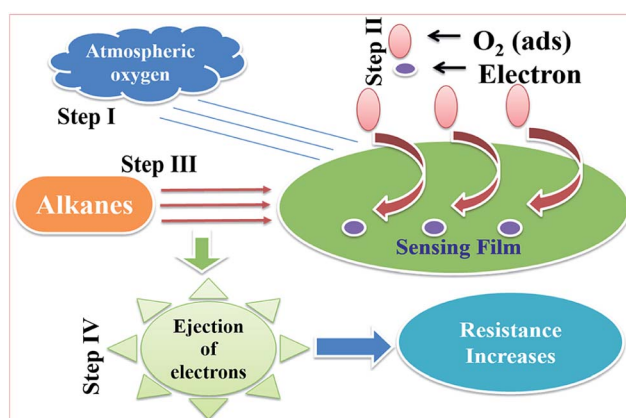 Atmospheric
oxygen
Step I
Step II
O₂ (ads)
Electron
Step III
Alkanes
Sensing Film
Step IV
Ejection
of
electrons
Resistance
Increases